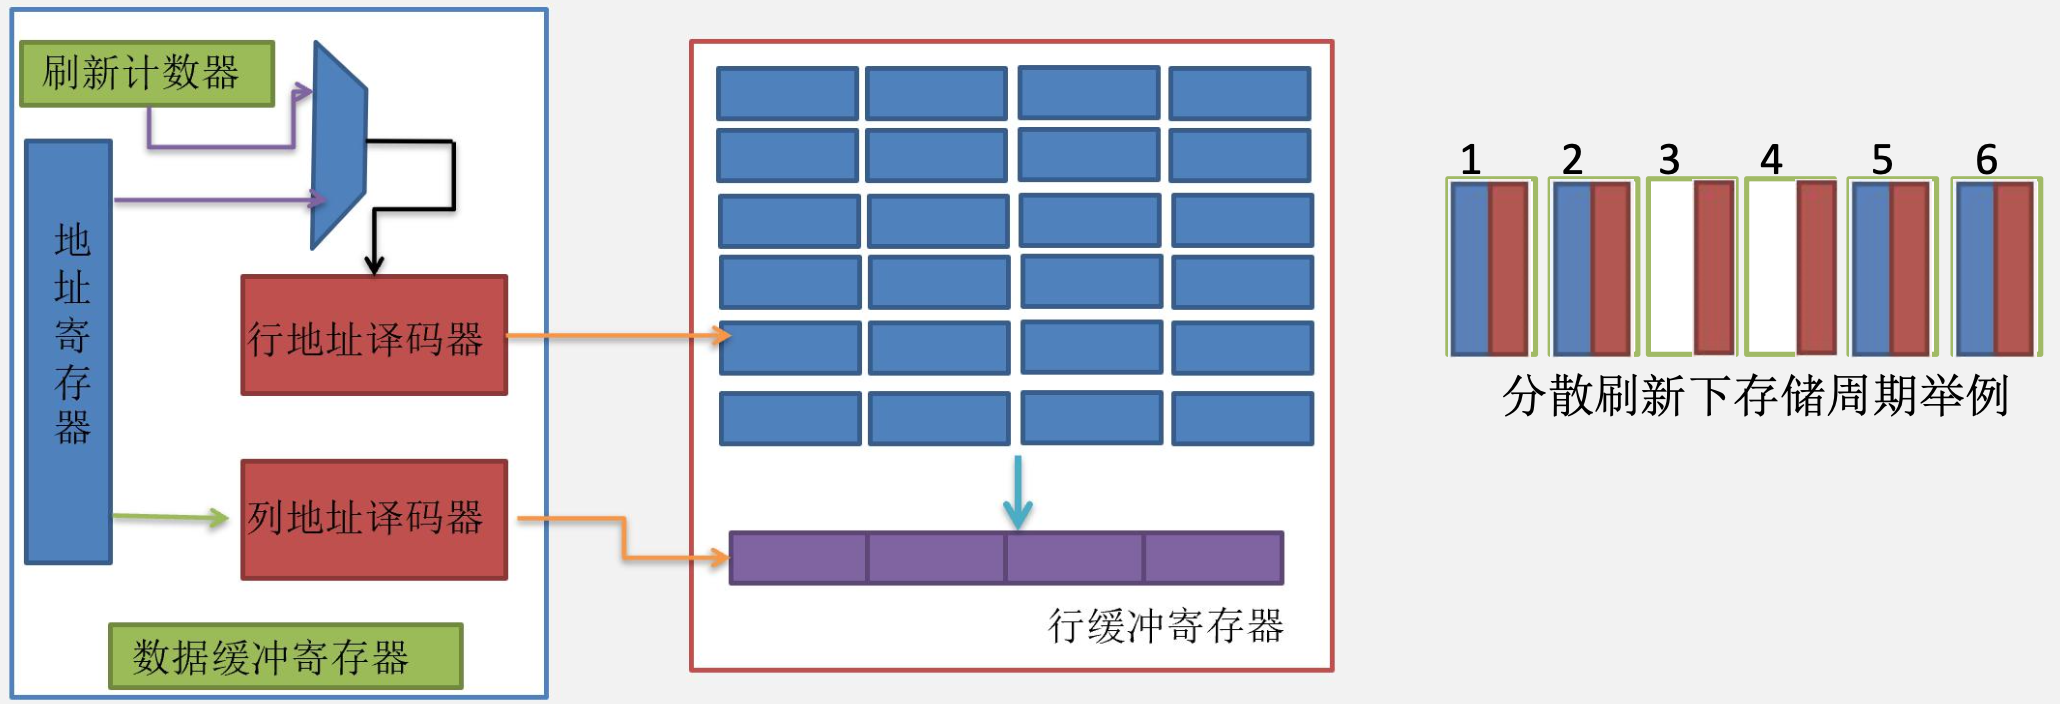 刷新计数器
地址寄存器
行地址译码器
列地址译码器
数据缓冲寄存器
行缓冲寄存器
1 2 3 4 5 6
分散刷新下存储周期举例